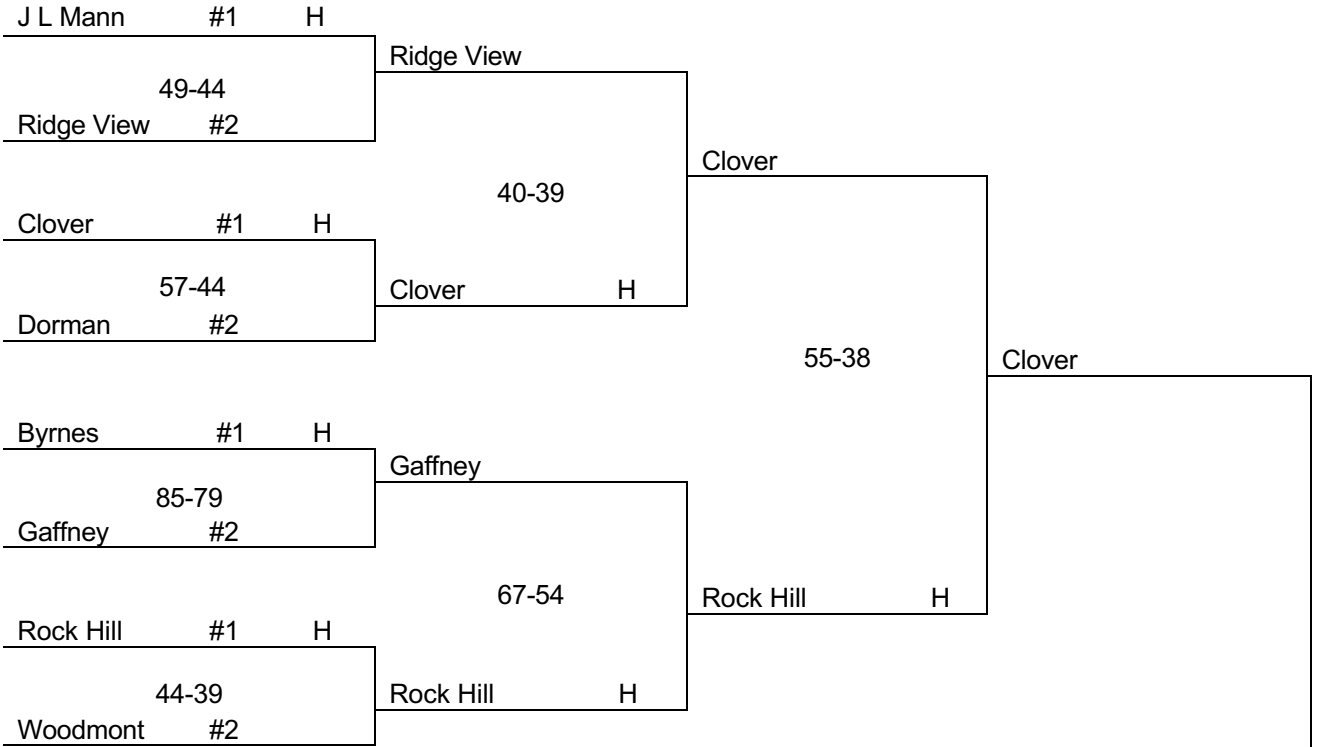 J L Mann #1 H
Ridge View
49-44
Ridge View #2
Clover
40-39
Clover #1 H
57-44
Clover H
Dorman #2
55-38
Clover
Byrnes #1 H
Gaffney
85-79
Gaffney #2
67-54
Rock Hill H
Rock Hill #1 H
44-39
Rock Hill H
Woodmont #2